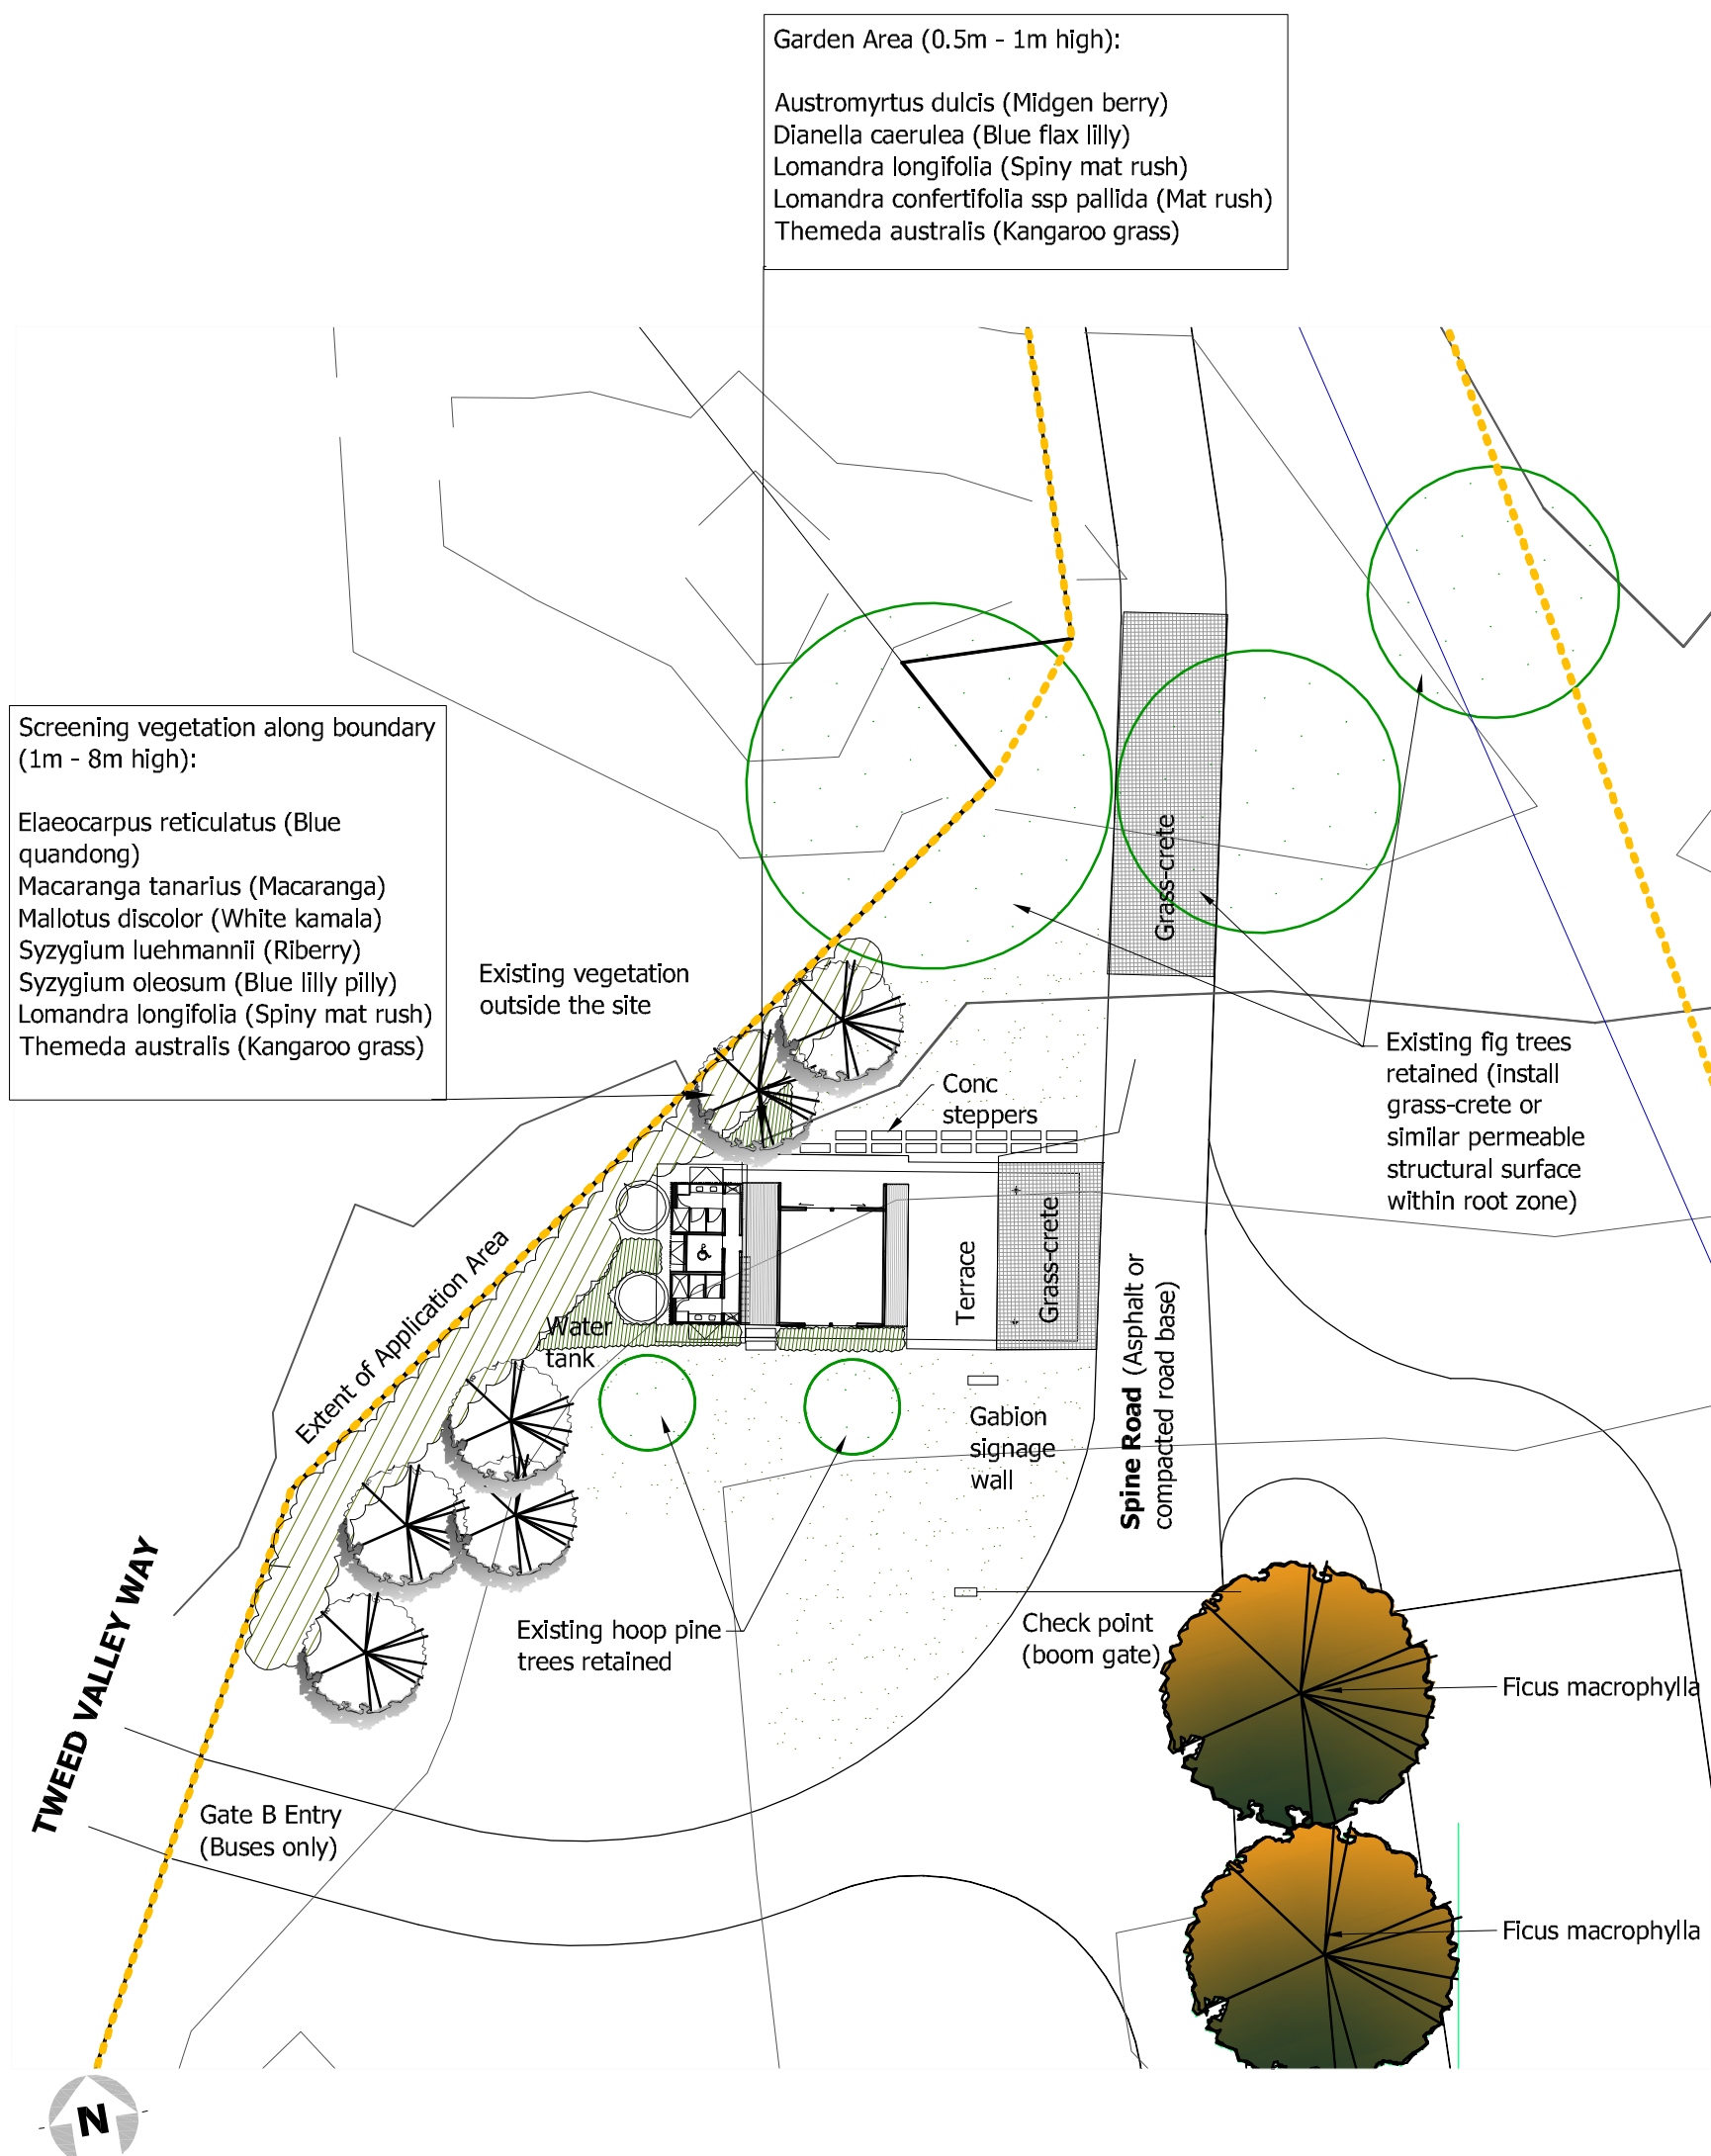 Garden Area (0.5m - 1m high):
Austromyrtus dulcis (Midgen berry)
Dianella caerulea (Blue flax lilly)
Lomandra longifolia (Spiny mat rush)
Lomandra confertifolia ssp pallida (Mat rush)
Themeda australis (Kangaroo grass)
Screening vegetation along boundary
(1m - 8m high):
Elaeocarpus reticulatus (Blue
quandong)
Macaranga tanarius (Macaranga)
Mallotus discolor (White kamala)
Syzygium luehmannii (Riberry)
Syzygium oleosum (Blue lilly pilly)
Lomandra longifolia (Spiny mat rush)
Themeda australis (Kangaroo grass)
Existing vegetation
outside the site
Grass-crete
Existing fig trees
retained (install
grass-crete or
similar permeable
structural surface
within root zone)
Conc
steppers
Extent of Application Area
Water
tank
Terrace
Grass-crete
Spine Road (Asphalt or
compacted road base)
Gabion
signage
wall
Existing hoop pine
trees retained
Check point
(boom gate)
Ficus macrophylla
TWEED VALLEY WAY
Gate B Entry
(Buses only)
Ficus macrophylla
N